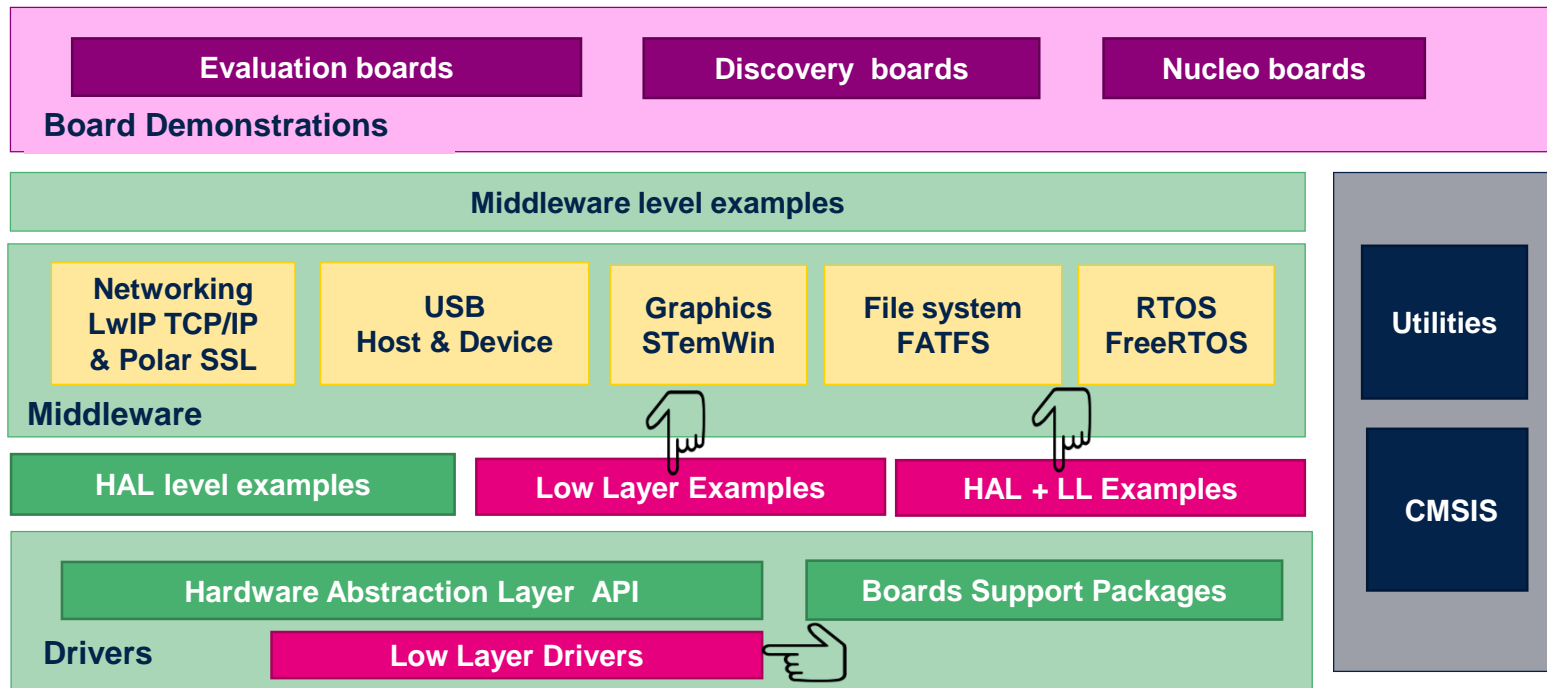 Evaluation boards
Discovery boards
Nucleo boards
Board Demonstrations
Middleware level examples
Networking
LwIP TCP/IP
& Polar SSL
USB
Host & Device
Graphics
STemWin
File system
FATFS
RTOS
FreeRTOS
Middleware
Utilities
HAL level examples
Low Layer Examples
HAL + LL Examples
CMSIS
Hardware Abstraction Layer API
Boards Support Packages
Drivers
Low Layer Drivers